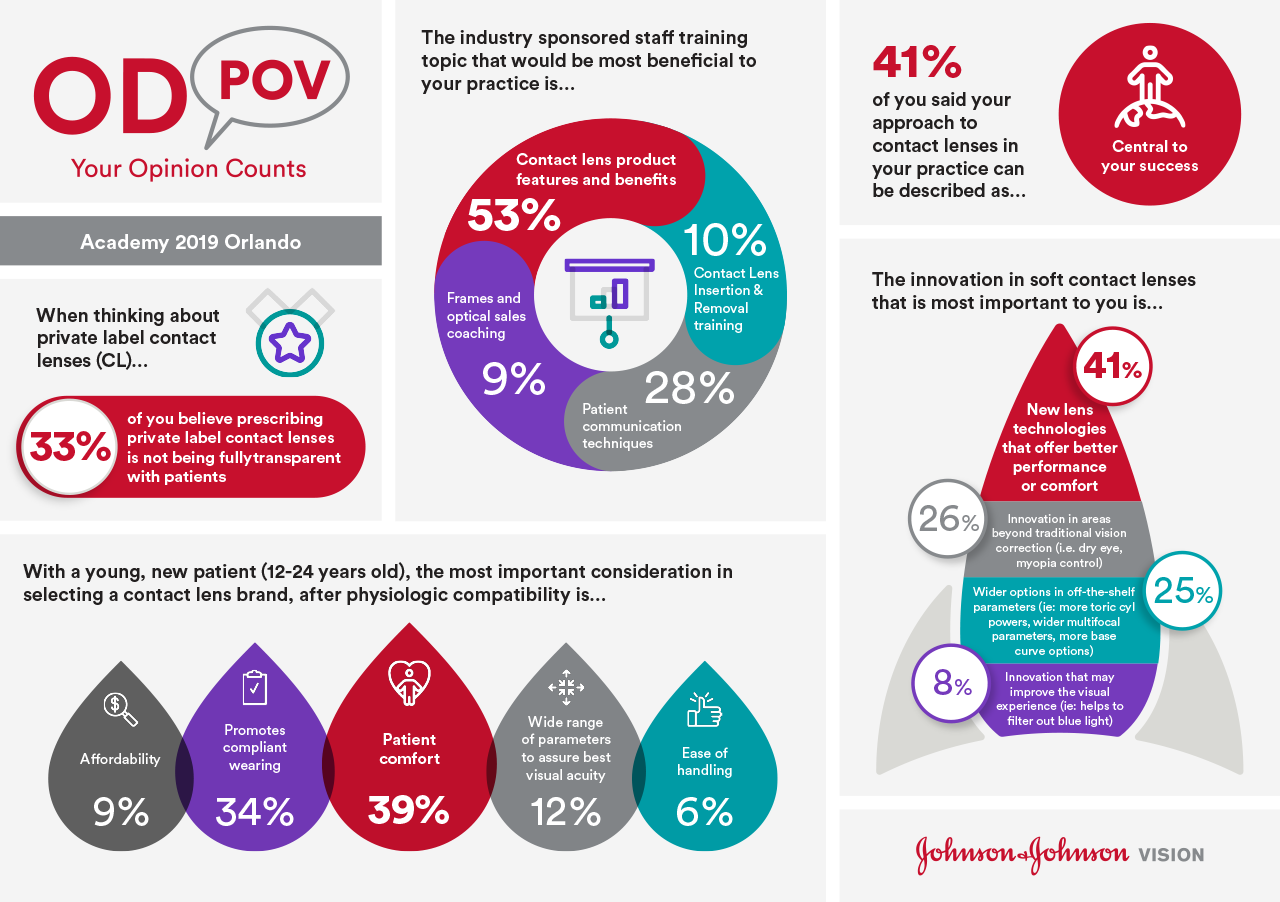 OD POV
Your Opinion Counts
Academy 2019 Orlando
When thinking about
private label contact
lenses (CL)...
33%
of you believe prescribing
private label contact lenses
is not being fullytransparent
with patients
The industry sponsored staff training
topic that would be most beneficial to
your practice is...
Contact lens product
features and benefits
53%
10%
Contact Lens
Insertion &
Removal
training
28%
Patient
communication
techniques
Frames and
optical sales
coaching
9%
With a young, new patient (12-24 years old), the most important consideration in
selecting a contact lens brand, after physiologic compatibility is...
Affordability
9%
Promotes
compliant
wearing
34%
Patient
comfort
39%
Wide range
of parameters
to assure best
visual acuity
12%
Ease of
handling
6%
41%
of you said your
approach to
contact lenses in
your practice can
be described as...
Central to
your success
The innovation in soft contact lenses
that is most important to you is...
41%
New lens
technologies
that offer better
performance
or comfort
26%
Innovation in areas
beyond traditional vision
correction (i.e. dry eye,
myopia control)
25%
Wider options in off-the-shelf
parameters (ie: more toric cyl
powers, wider multifocal
parameters, more base
curve options)
8%
Innovation that may
improve the visual
experience (ie: helps to
filter out blue light)
Johnson & Johnson VISION